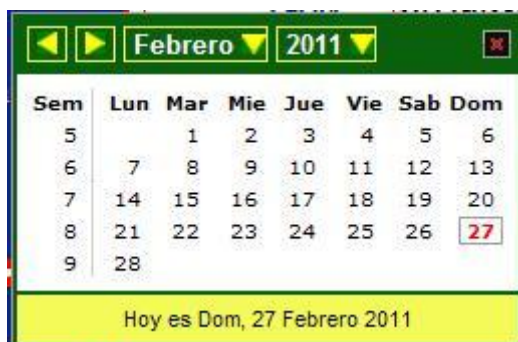 Febrero 2011
Sem Lun Mar Mie Jue Vie Sab Dom
5 1 2 3 4 5 6
6 7 8 9 10 11 12 13
7 14 15 16 17 18 19 20
8 21 22 23 24 25 26 27
9 28
Hoy es Dom, 27 Febrero 2011